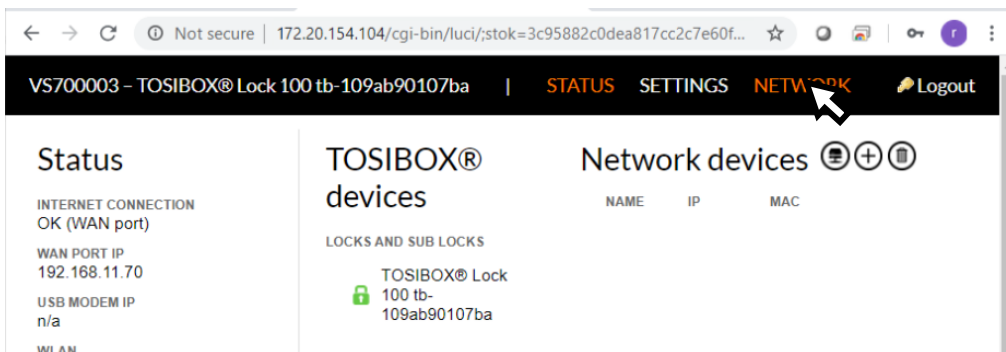 Not secure | 172.20.154.104/cgi-bin/luci/;stok=3c95882c0dea817cc2c7e60f...
r
VS700003 – TOSIBOX® Lock 100 tb-109ab90107ba | STATUS SETTINGS NETWORK Logout
Status
INTERNET CONNECTION
OK (WAN port)
WAN PORT IP
192.168.11.70
USB MODEM IP
n/a
WLAN
TOSIBOX®
devices
LOCKS AND SUB LOCKS
TOSIBOX® Lock
100 tb-
109ab90107ba
Network devices
NAME IP MAC